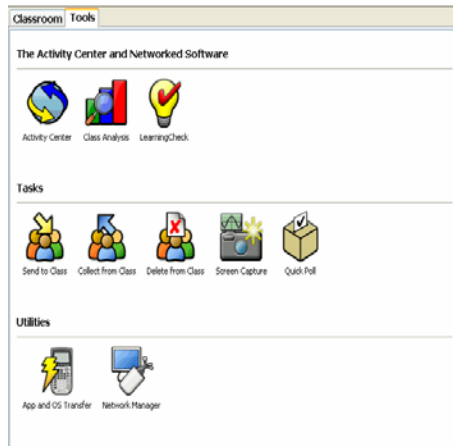 Classroom Tools
The Activity Center and Networked Software
Activity Center Class Analysis LearningCheck
Tasks
Send to Class Collect from Class Delete from Class Screen Capture Quick Poll
Utilities
App and OS Transfer Network Manager